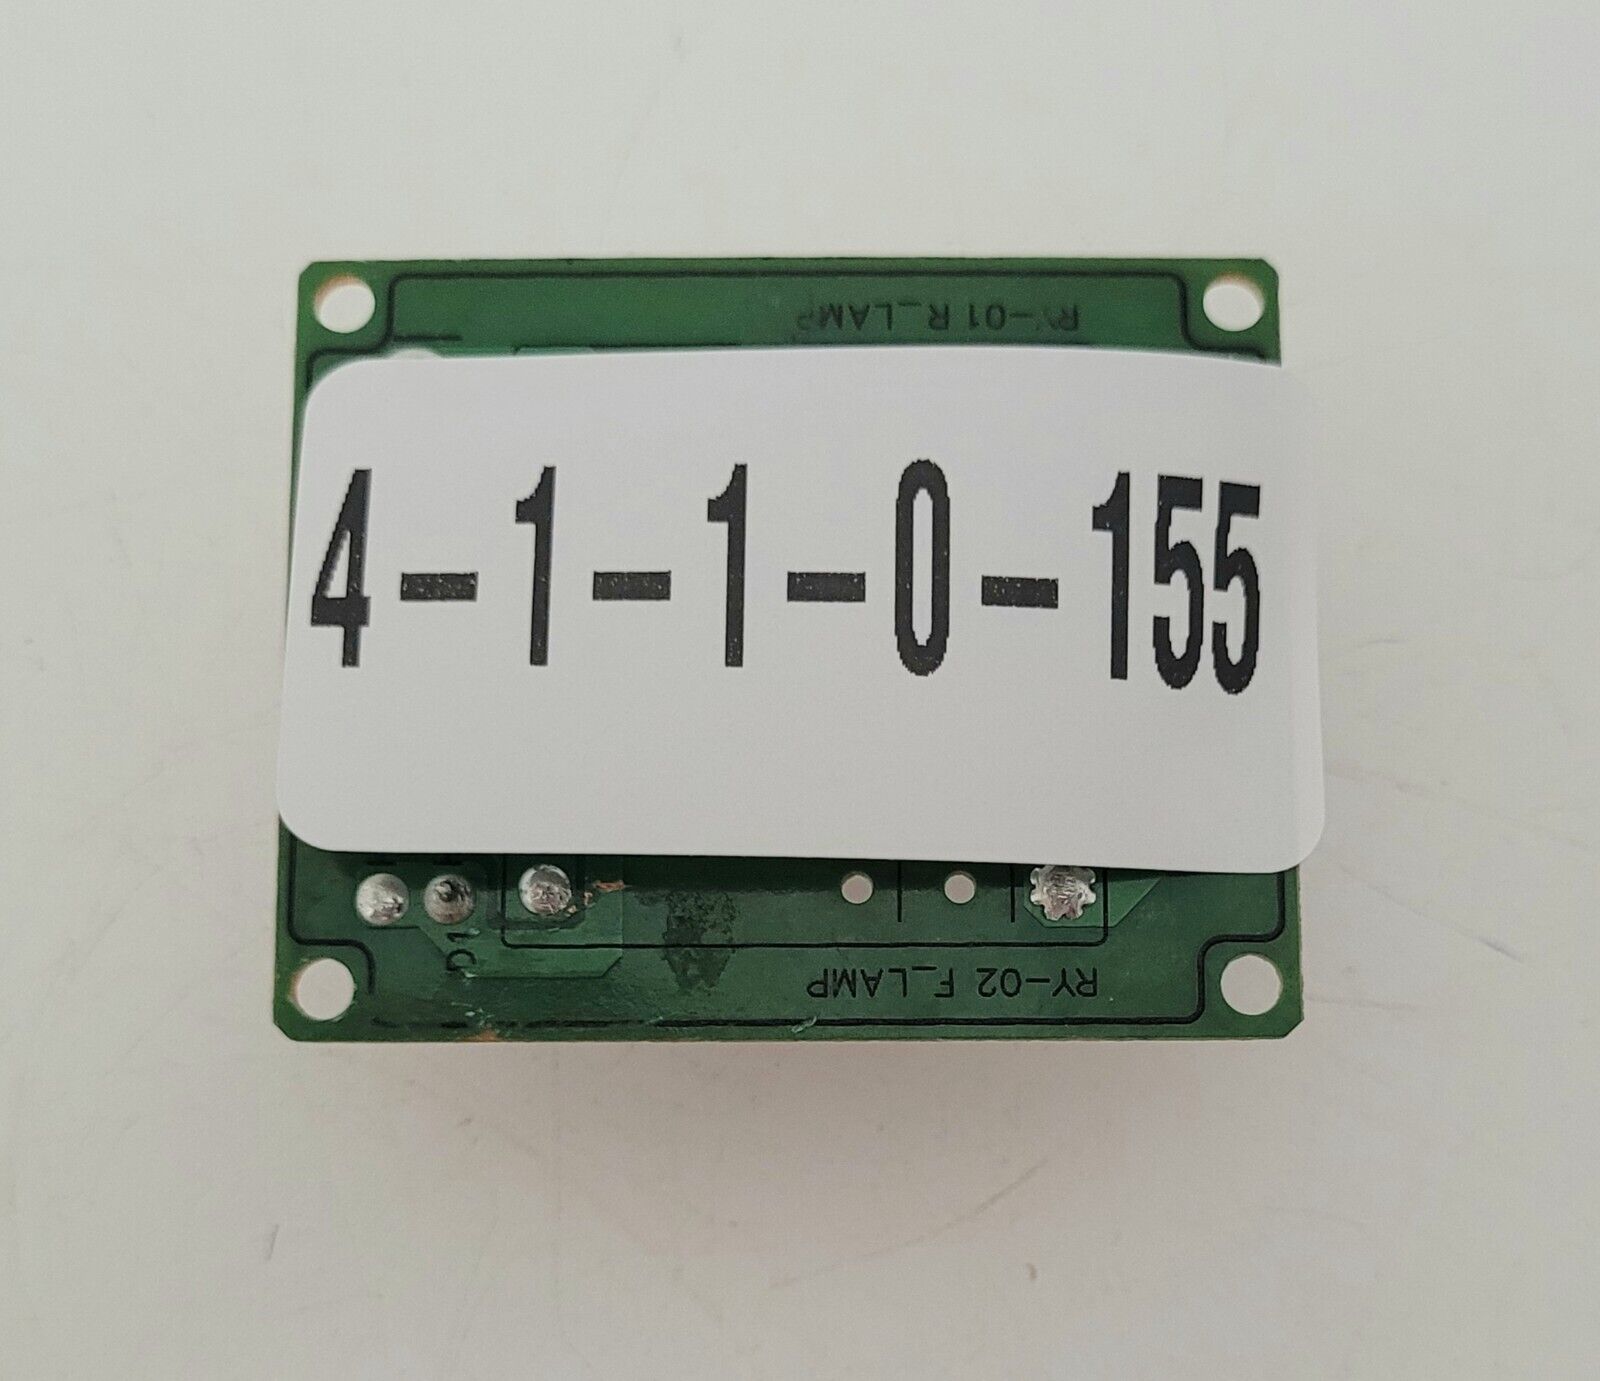 RY-01 R_LAMP
4-1-1-0-155
D1
RY-02 F_LAMP